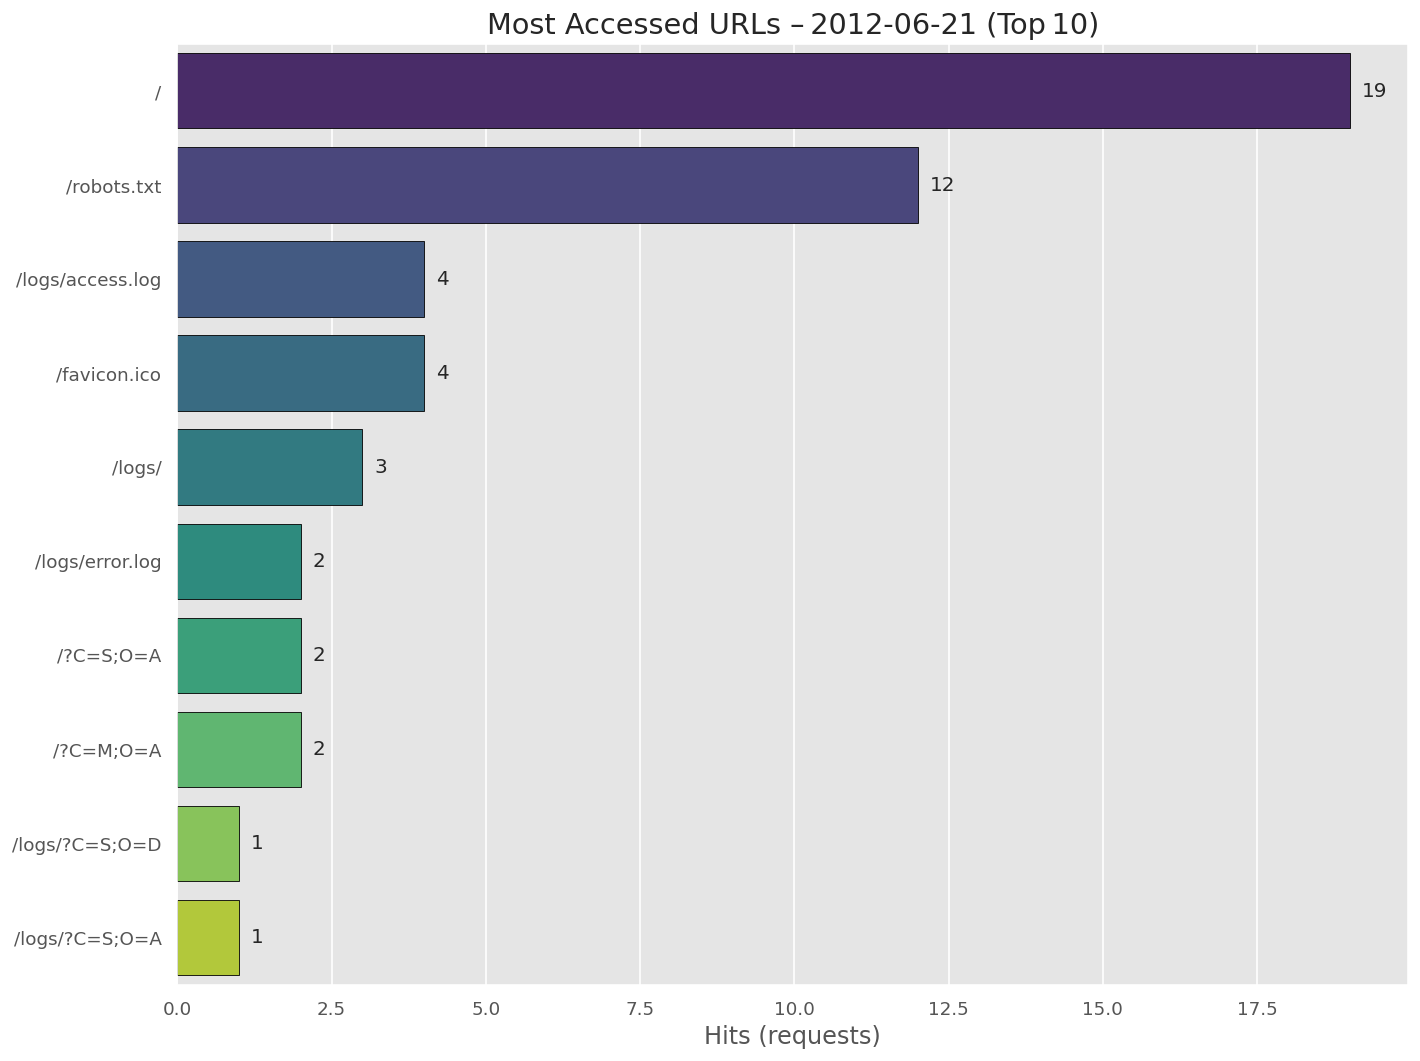 Most Accessed URLs – 2012-06-21 (Top 10)
/ 19
/robots.txt 12
/logs/access.log 4
/favicon.ico 4
/logs/ 3
/logs/error.log 2
/?C=S;O=A 2
/?C=M;O=A 2
/logs/?C=S;O=D 1
/logs/?C=S;O=A 1
0.0 2.5 5.0 7.5 10.0 12.5 15.0 17.5
Hits (requests)